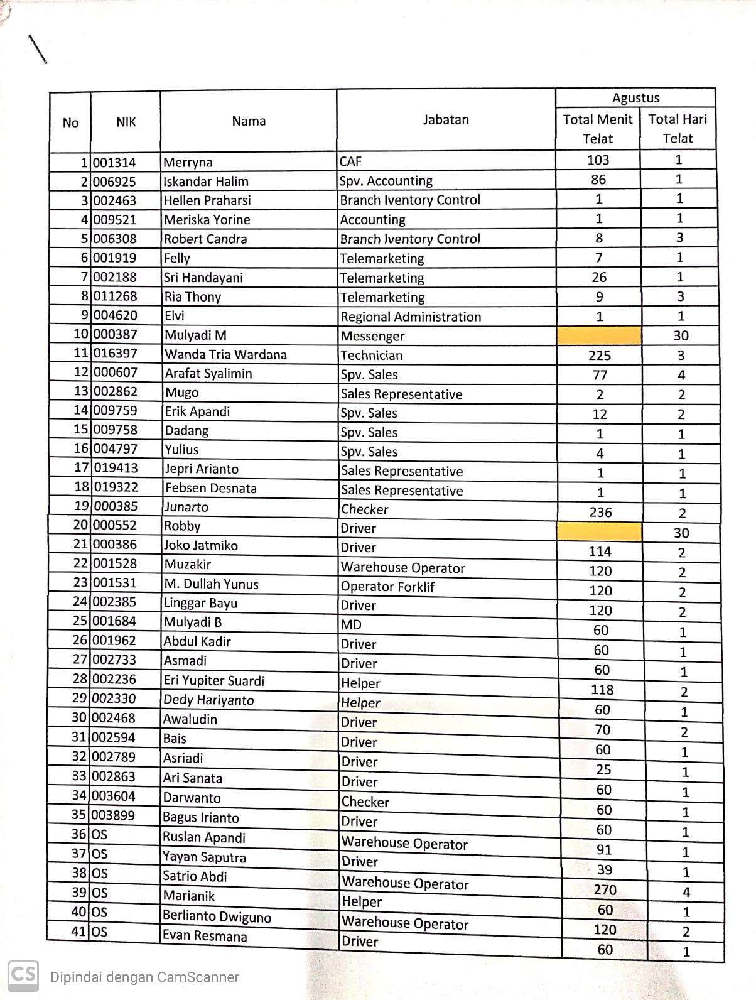 No NIK Nama Jabatan Agustus
Total Menit Telat Total Hari Telat
1 001314 Merryna CAF 103 1
2 006925 Iskandar Halim Spv. Accounting 86 1
3 002463 Hellen Praharsi Branch Iventory Control 1 1
4 009521 Meriska Yorine Accounting 1 1
5 006308 Robert Candra Branch Iventory Control 8 3
6 001919 Felly Telemarketing 7 1
7 002188 Sri Handayani Telemarketing 26 1
8 011268 Ria Thony Telemarketing 9 3
9 004620 Elvi Regional Administration 1 1
10 000387 Mulyadi M Messenger 30
11 016397 Wanda Tria Wardana Technician 225 3
12 000607 Arafat Syalimin Spv. Sales 77 4
13 002862 Mugo Sales Representative 2 2
14 009759 Erik Apandi Spv. Sales 12 2
15 009758 Dadang Spv. Sales 1 1
16 004797 Yulius Spv. Sales 4 1
17 019413 Jepri Arianto Sales Representative 1 1
18 019322 Febsen Desnata Sales Representative 1 1
19 000385 Junarto Checker 236 2
20 000552 Robby Driver 30
21 000386 Joko Jatmiko Driver 114 2
22 001528 Muzakir Warehouse Operator 120 2
23 001531 M. Dullah Yunus Operator Forklif 120 2
24 002385 Linggar Bayu Driver 120 2
25 001684 Mulyadi B MD 60 1
26 001962 Abdul Kadir Driver 60 1
27 002733 Asmadi Driver 60 1
28 002236 Eri Yupiter Suardi Helper 118 2
29 002330 Dedy Hariyanto Helper 60 1
30 002468 Awaludin Driver 70 2
31 002594 Bais Driver 60 1
32 002789 Asriadi Driver 25 1
33 002863 Ari Sanata Driver 60 1
34 003604 Darwanto Checker 60 1
35 003899 Bagus Irianto Driver 60 1
36 OS Ruslan Apandi Warehouse Operator 91 1
37 OS Yayan Saputra Driver 39 1
38 OS Satrio Abdi Warehouse Operator 270 4
39 OS Marianik Helper 60 1
40 OS Berlianto Dwiguno Warehouse Operator 120 2
41 OS Evan Resmana Driver 60 1
CS Dipindai dengan CamScanner